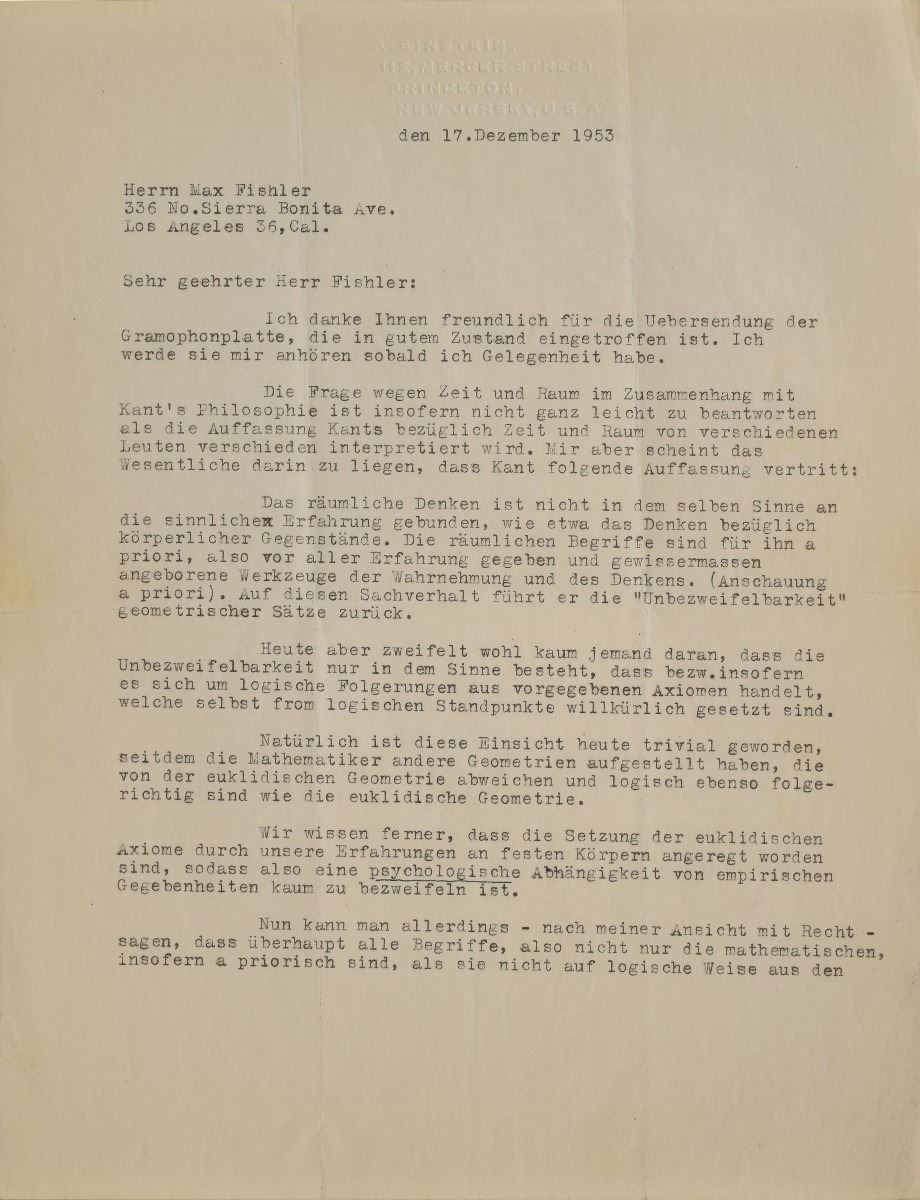 A. EINSTEIN,
112, MERCER STREET
PRINCETON,
NEW JERSEY, U.S.A
den 17.Dezember 1953
Herrn Max Fishler
336 No.Sierra Bonita Ave.
Los Angeles 36,Cal.
Sehr geehrter Herr Fishler:
Ich danke Ihnen freundlich für die Uebersendung der
Gramophonplatte, die in gutem Zustand eingetroffen ist. Ich
werde sie mir anhören sobald ich Gelegenheit habe.
Die Frage wegen Zeit und Raum im Zusammenhang mit
Kant's Philosophie ist insofern nicht ganz leicht zu beantworten
als die Auffassung Kants bezüglich Zeit und Raum von verschiedenen
Leuten verschieden interpretiert wird. Mir aber scheint das
Wesentliche darin zu liegen, dass Kant folgende Auffassung vertritt:
Das räumliche Denken ist nicht in dem selben Sinne an
die sinnliche Erfahrung gebunden, wie etwa das Denken bezüglich
körperlicher Gegenstände. Die räumlichen Begriffe sind für ihn a
priori, also vor aller Erfahrung gegeben und gewissermassen
angeborene Werkzeuge der Wahrnehmung und des Denkens. (Anschauung
a priori). Auf diesen Sachverhalt führt er die "Unbezweifelbarkeit"
geometrischer Sätze zurück.
Heute aber zweifelt wohl kaum jemand daran, dass die
Unbezweifelbarkeit nur in dem Sinne besteht, dass bezw.insofern
es sich um logische Folgerungen aus vorgegebenen Axiomen handelt,
welche selbst from logischen Standpunkte willkürlich gesetzt sind.
Natürlich ist diese Einsicht heute trivial geworden,
seitdem die Mathematiker andere Geometrien aufgestellt haben, die
von der euklidischen Geometrie abweichen und logisch ebenso folge-
richtig sind wie die euklidische Geometrie.
Wir wissen ferner, dass die Setzung der euklidischen
Axiome durch unsere Erfahrungen an festen Körpern angeregt worden
sind, sodass also eine psychologische Abhängigkeit von empirischen
Gegebenheiten kaum zu bezweifeln ist.
Nun kann man allerdings - nach meiner Ansicht mit Recht -
sagen, dass überhaupt alle Begriffe, also nicht nur die mathematischen,
insofern a priorisch sind, als sie nicht auf logische Weise aus den